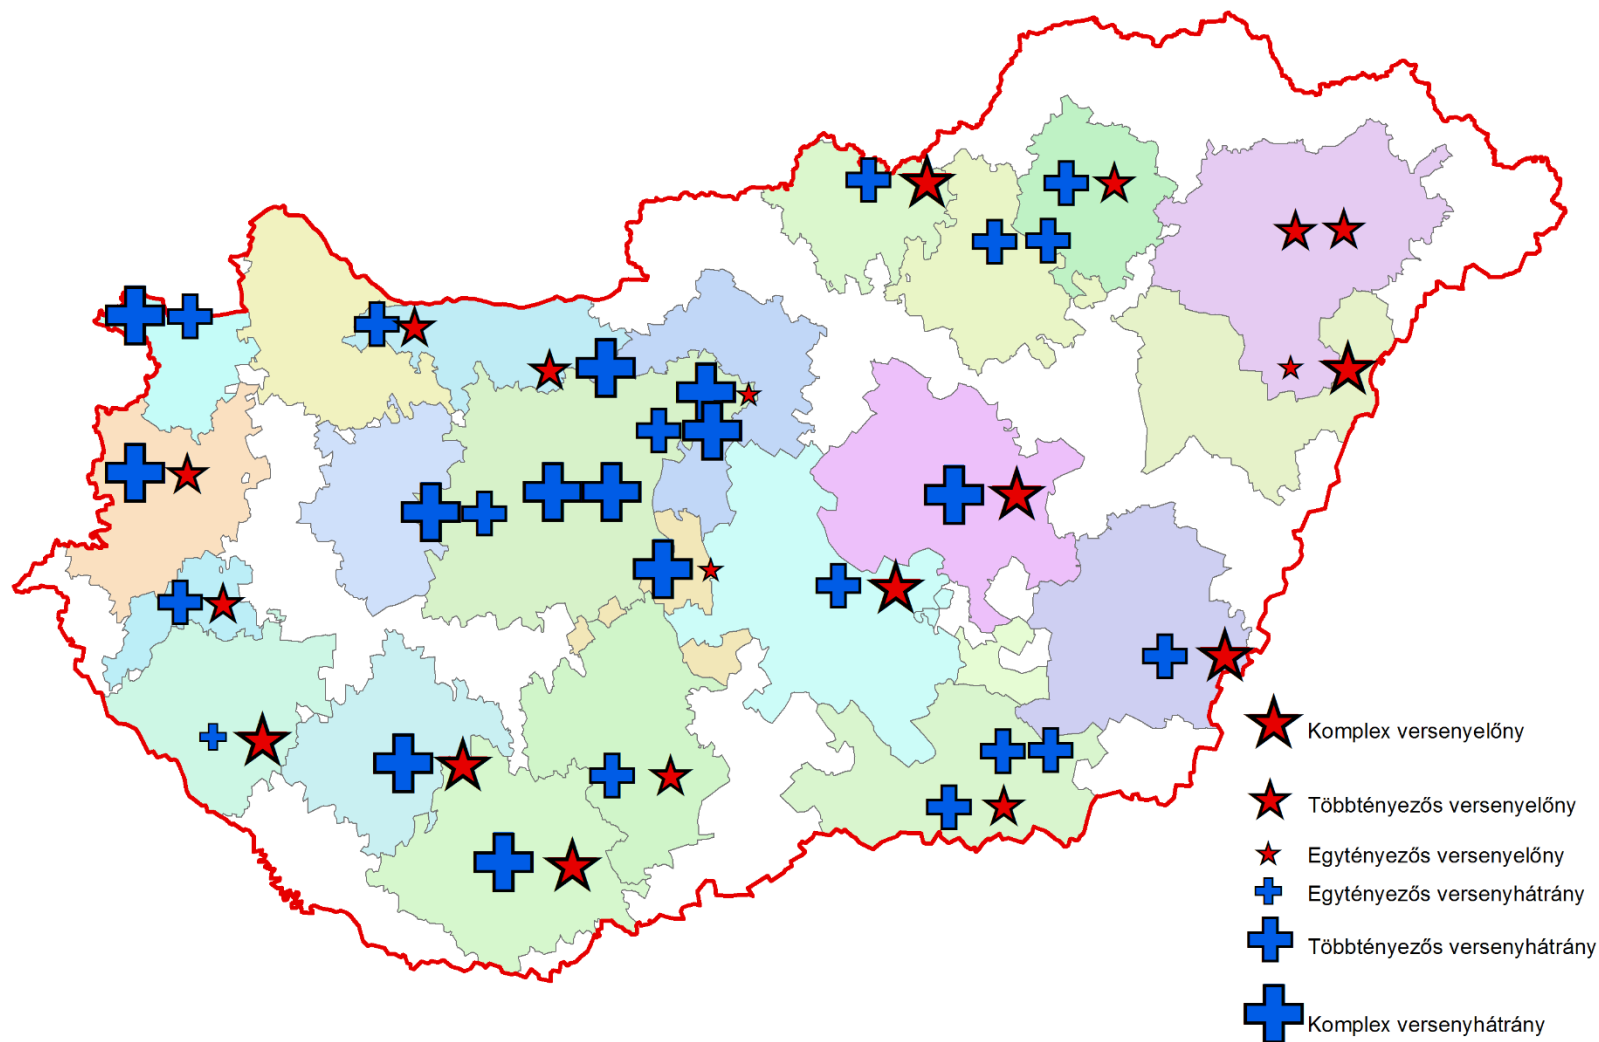 Komplex versenyelőny
Többtényezős versenyelőny
Egytényezős versenyelőny
Egytényezős versenyhátrány
Többtényezős versenyhátrány
Komplex versenyhátrány